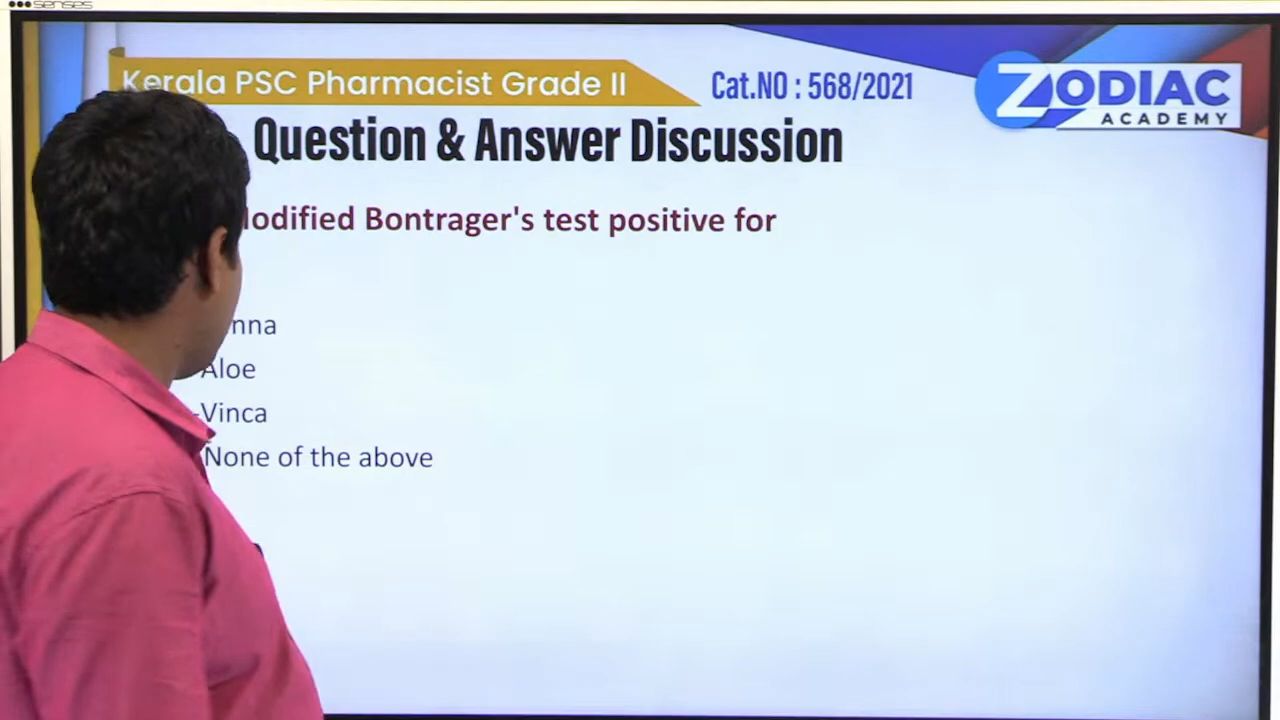 senses
Kerala PSC Pharmacist Grade II
Cat.NO : 568/2021
ZODIAC
ACADEMY
Question & Answer Discussion
odified Bontrager's test positive for
nna
Aloe
-Vinca
None of the above